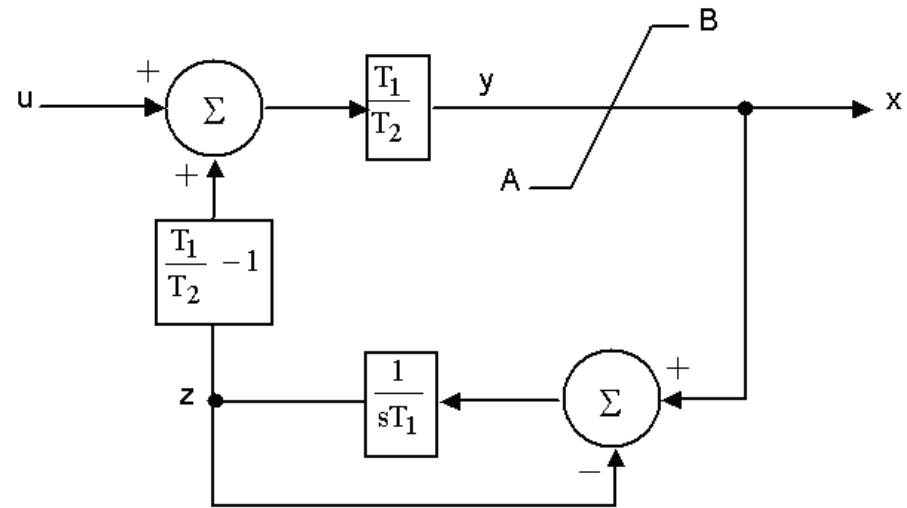 B
+
T₁
y
u
Σ
x
T₂
+
A
T₁
− 1
T₂
1
+
z
Σ
sT₁
−